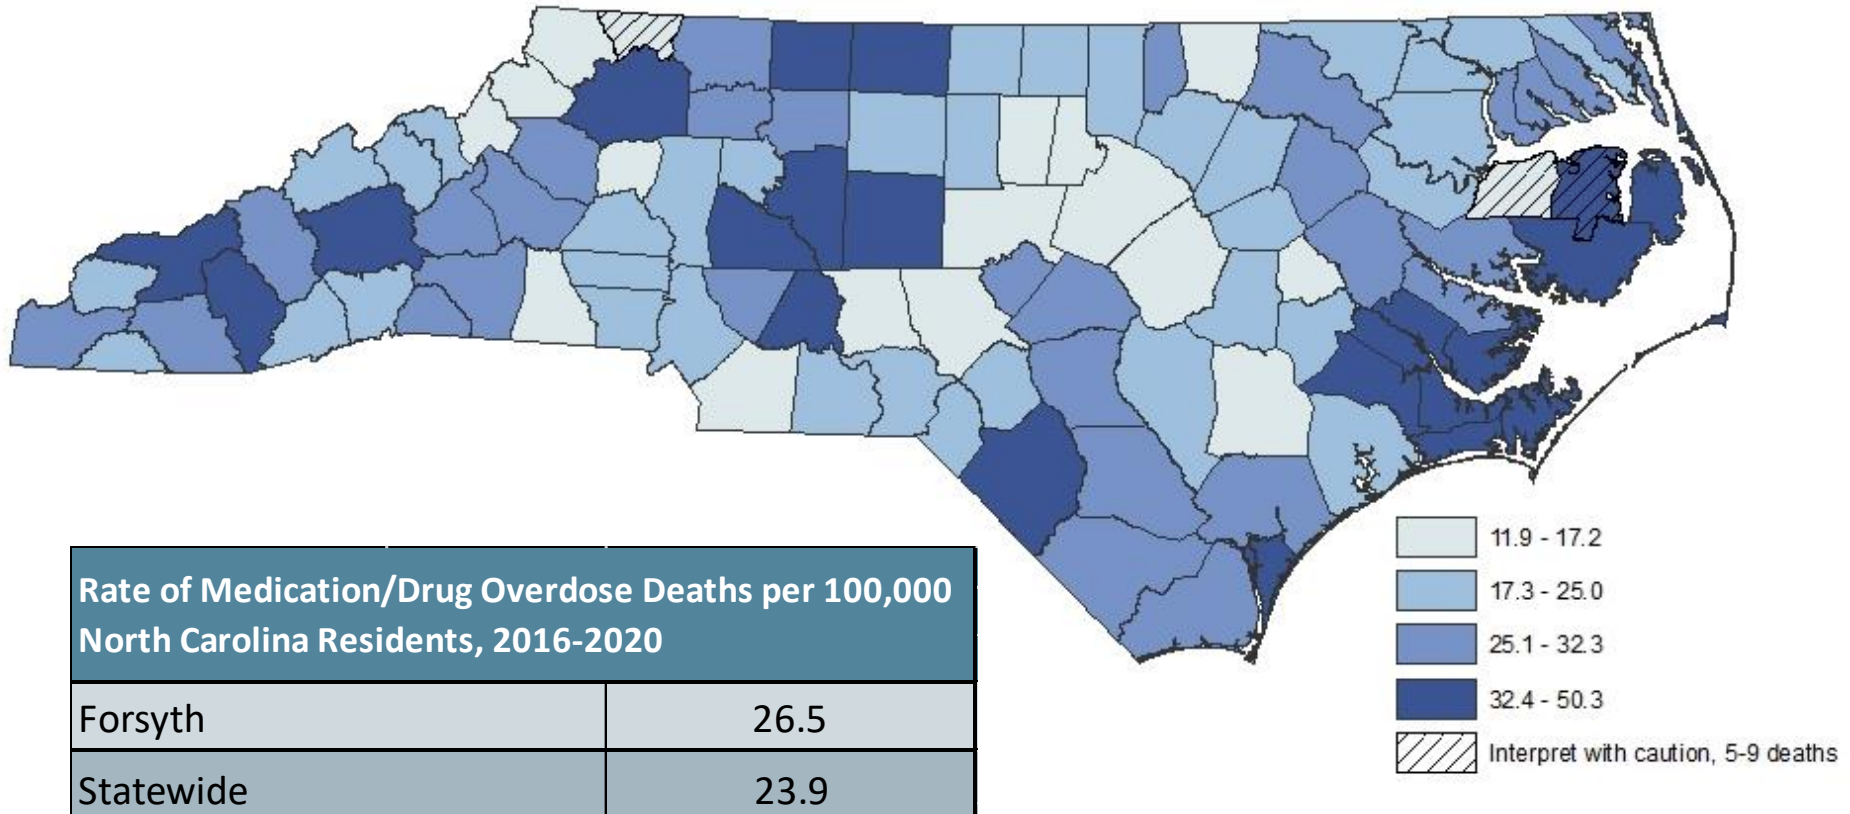 11.9 - 17.2
17.3 - 25.0
25.1 - 32.3
32.4 - 50.3
Interpret with caution, 5-9 deaths
Rate of Medication/Drug Overdose Deaths per 100,000
North Carolina Residents, 2016-2020
Forsyth 26.5
Statewide 23.9